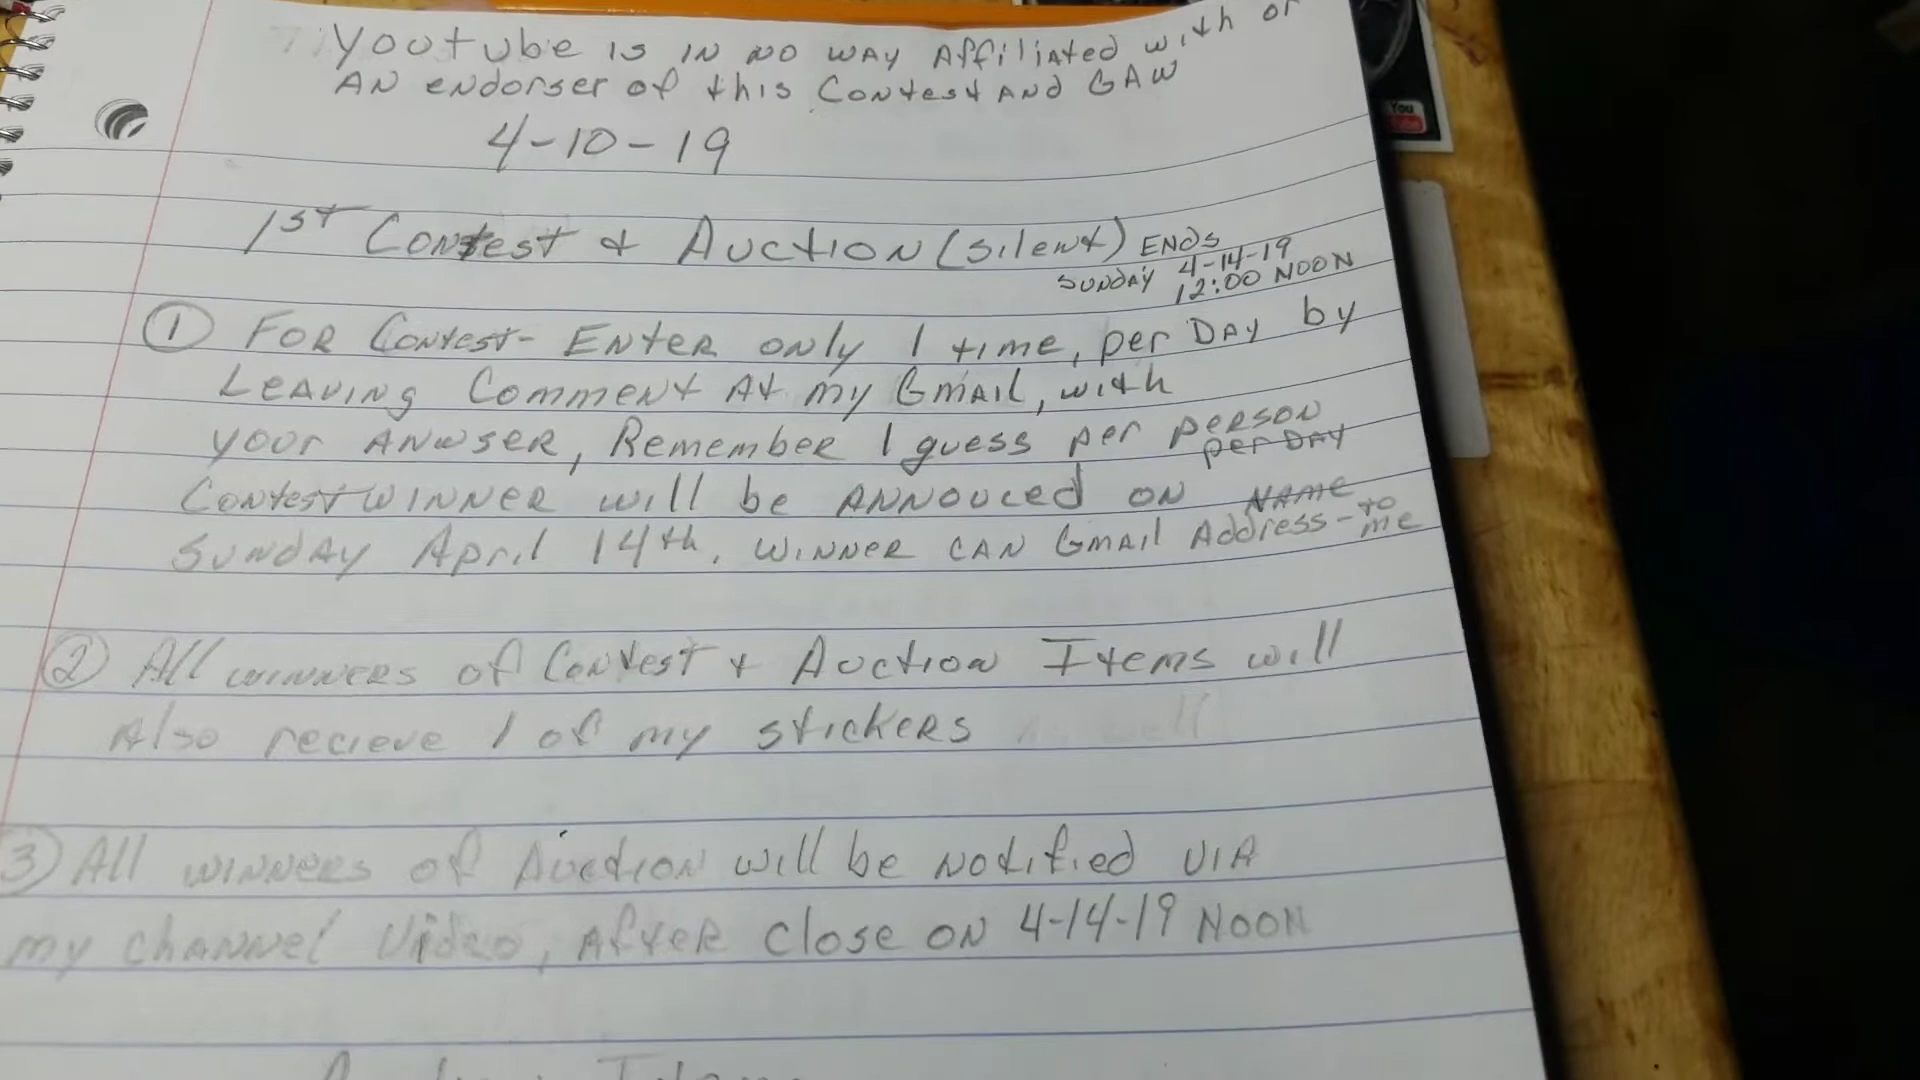 Youtube is in no way Affiliated with or
An endorser of this Contest And GAW
4-10-19
1st Contest & Auction (silent) ENDS
SUNDAY 4-14-19
12:00 NOON
① FOR Contest- Enter only 1 time, per Day by
Leaving Comment At my Gmail, with
your Anwser, Remember 1 guess per person
per DAY
Contest winner will be Annouced on Name
Sunday April 14th. Winner can Gmail Address-to me
② All winners of Contest & Auction Items will
Also recieve 1 of my stickers
③ All winners of Auction will be Notified VIA
my channel Video, After close on 4-14-19 Noon
You
Tube